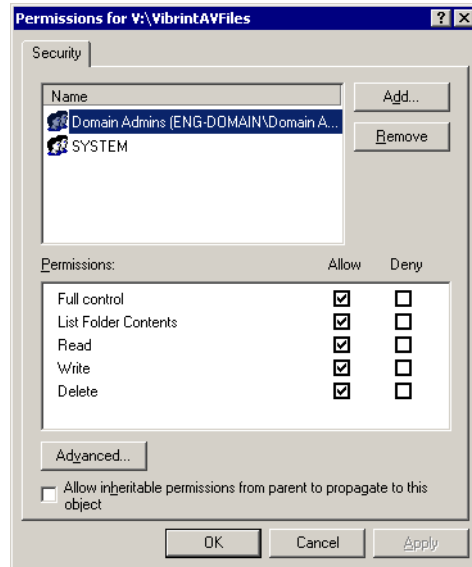 Permissions for V:\VibrintAVFiles
Security
Name
Domain Admins (ENG-DOMAIN\Domain A...
SYSTEM
Add...
Remove
Permissions:
Allow
Deny
Full control
List Folder Contents
Read
Write
Delete
Advanced...
Allow inheritable permissions from parent to propagate to this
object
OK
Cancel
Apply